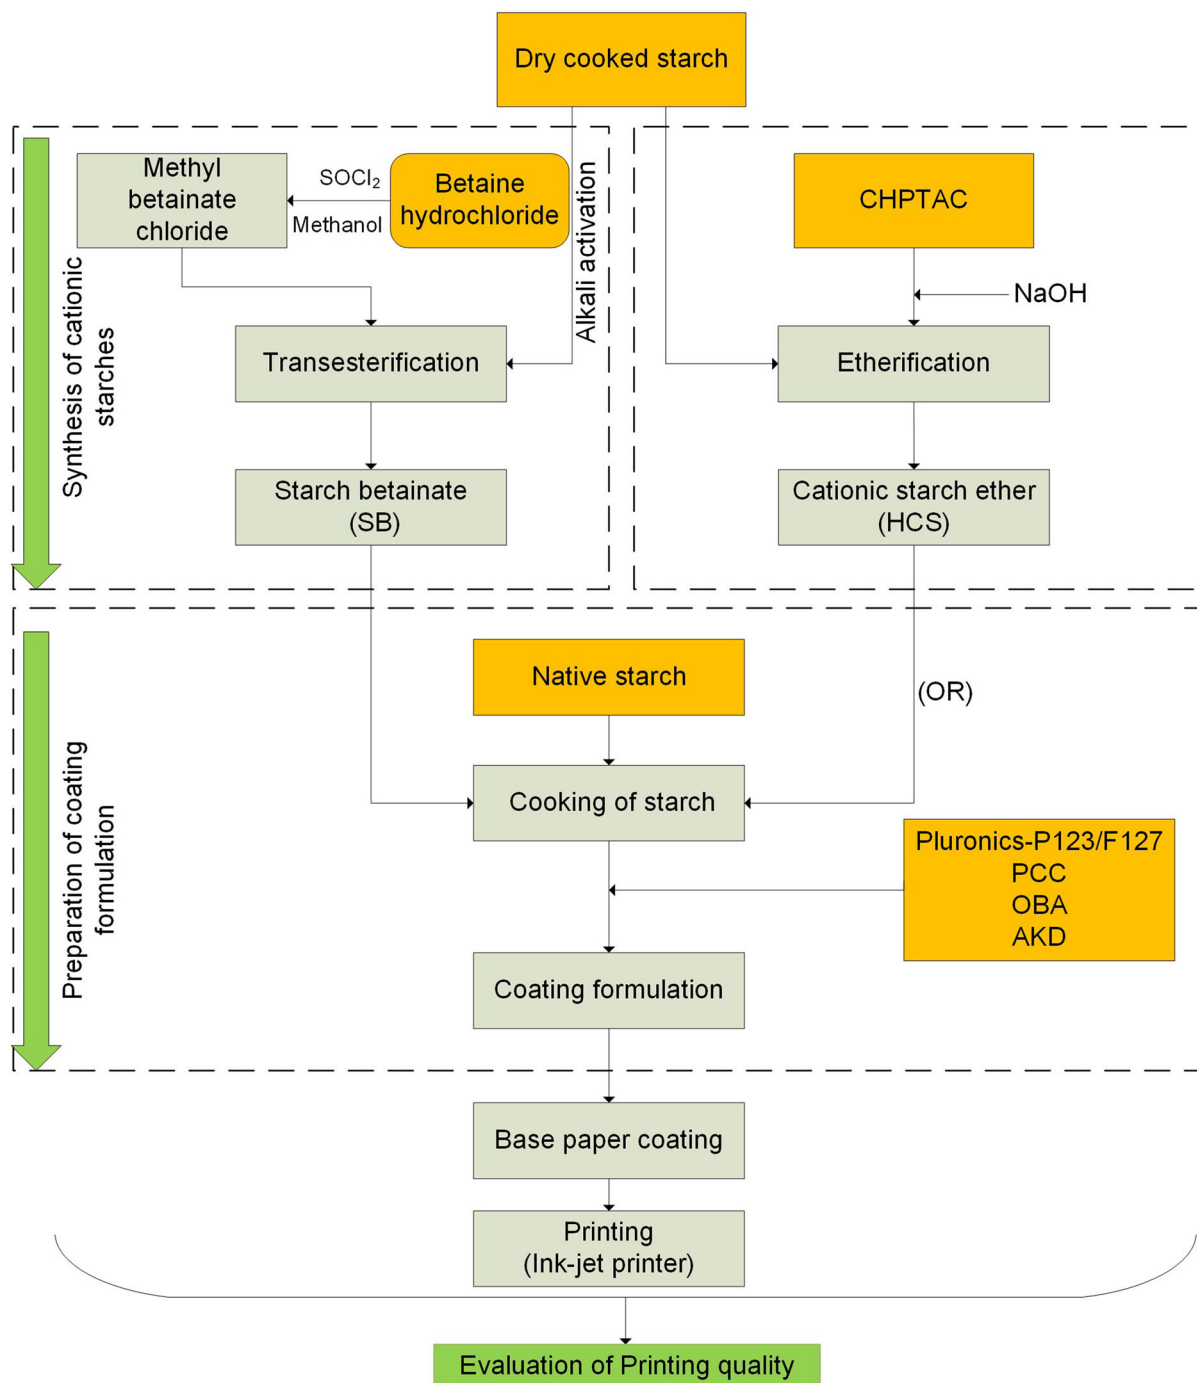 Dry cooked starch
Methyl
betainate
chloride
SOCl₂
Methanol
Betaine
hydrochloride
Alkali activation
CHPTAC
NaOH
Synthesis of cationic
starches
Transesterification
Etherification
Starch betainate
(SB)
Cationic starch ether
(HCS)
Native starch
(OR)
Preparation of coating
formulation
Cooking of starch
Pluronics-P123/F127
PCC
OBA
AKD
Coating formulation
Base paper coating
Printing
(Ink-jet printer)
Evaluation of Printing quality